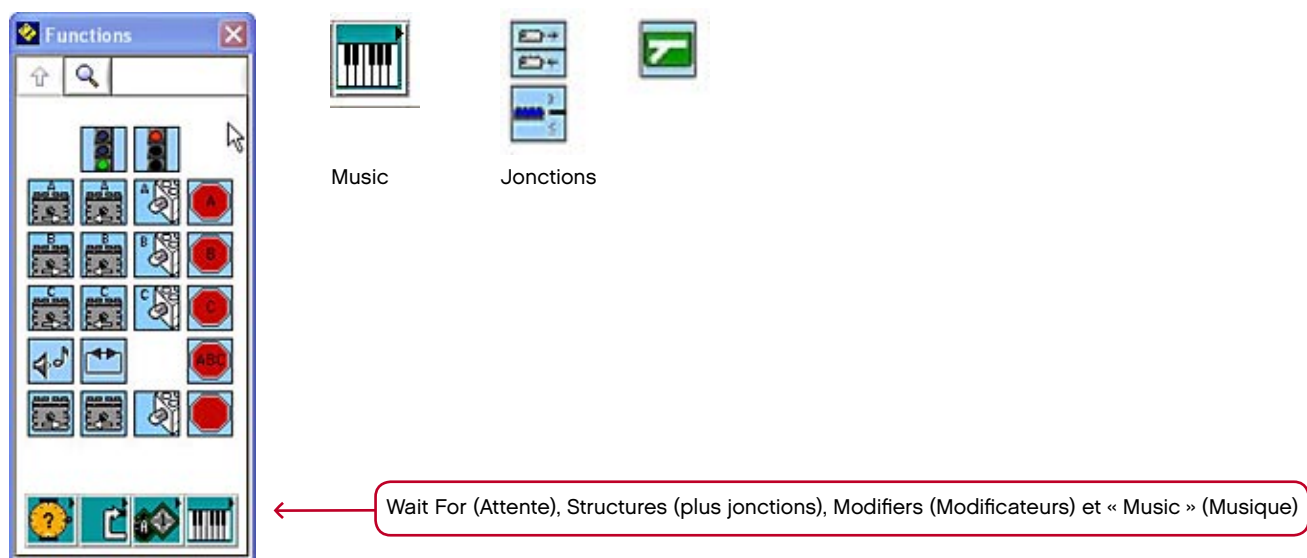 Functions
A A A A
B B B B
C C C C
ABC
?
A
Music
Jonctions
Wait For (Attente), Structures (plus jonctions), Modifiers (Modificateurs) et « Music » (Musique)